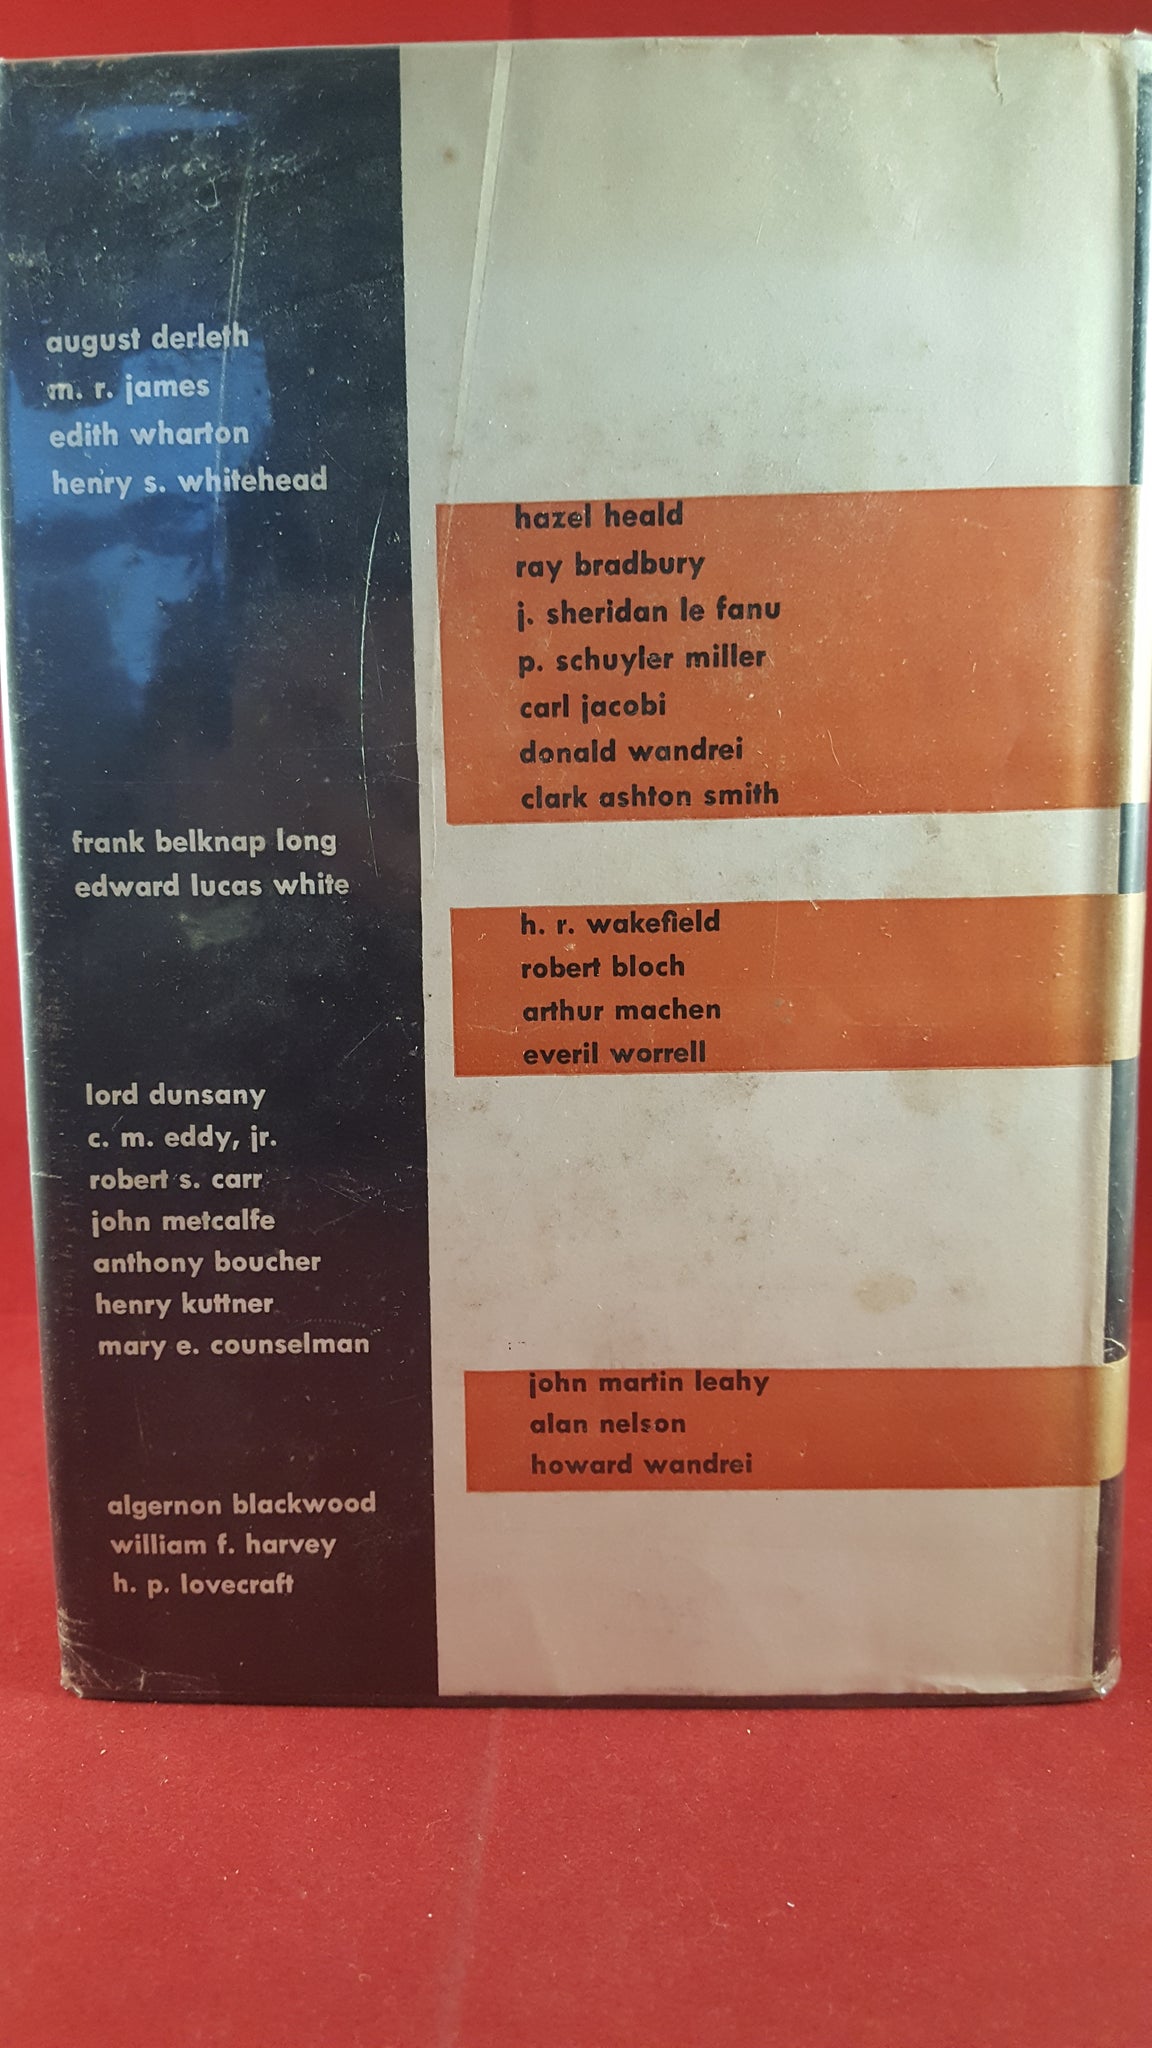 august derleth
m. r. james
edith wharton
henry s. whitehead
hazel heald
ray bradbury
j. sheridan le fanu
p. schuyler miller
carl jacobi
donald wandrei
clark ashton smith
frank belknap long
edward lucas white
h. r. wakefield
robert bloch
arthur machen
everil worrell
lord dunsany
c. m. eddy, jr.
robert s. carr
john metcalfe
anthony boucher
henry kuttner
mary e. counselman
john martin leahy
alan nelson
howard wandrei
algernon blackwood
william f. harvey
h. p. lovecraft